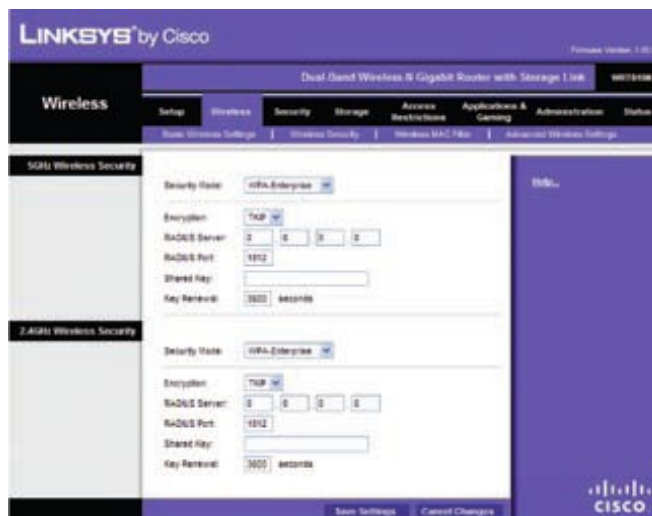 LINKSYS® by Cisco
Firmware Version:
Dual-Band Wireless-N Gigabit Router with Storage Link
Wireless
Setup
Wireless
Security
Storage
Access Restrictions
Applications & Gaming
Administration
Status
Basic Wireless Settings | Wireless Security | Wireless MAC Filter | Advanced Wireless Settings
5GHz Wireless Security
Help...
Security Mode: WPA-Enterprise
Encryption: TKIP
RADIUS Server: 0 . 0 . 0 . 0
RADIUS Port: 1812
Shared Key:
Key Renewal: 3600 seconds
2.4GHz Wireless Security
Security Mode: WPA-Enterprise
Encryption: TKIP
RADIUS Server: 0 . 0 . 0 . 0
RADIUS Port: 1812
Shared Key:
Key Renewal: 3600 seconds
Save Settings
Cancel Changes
CISCO